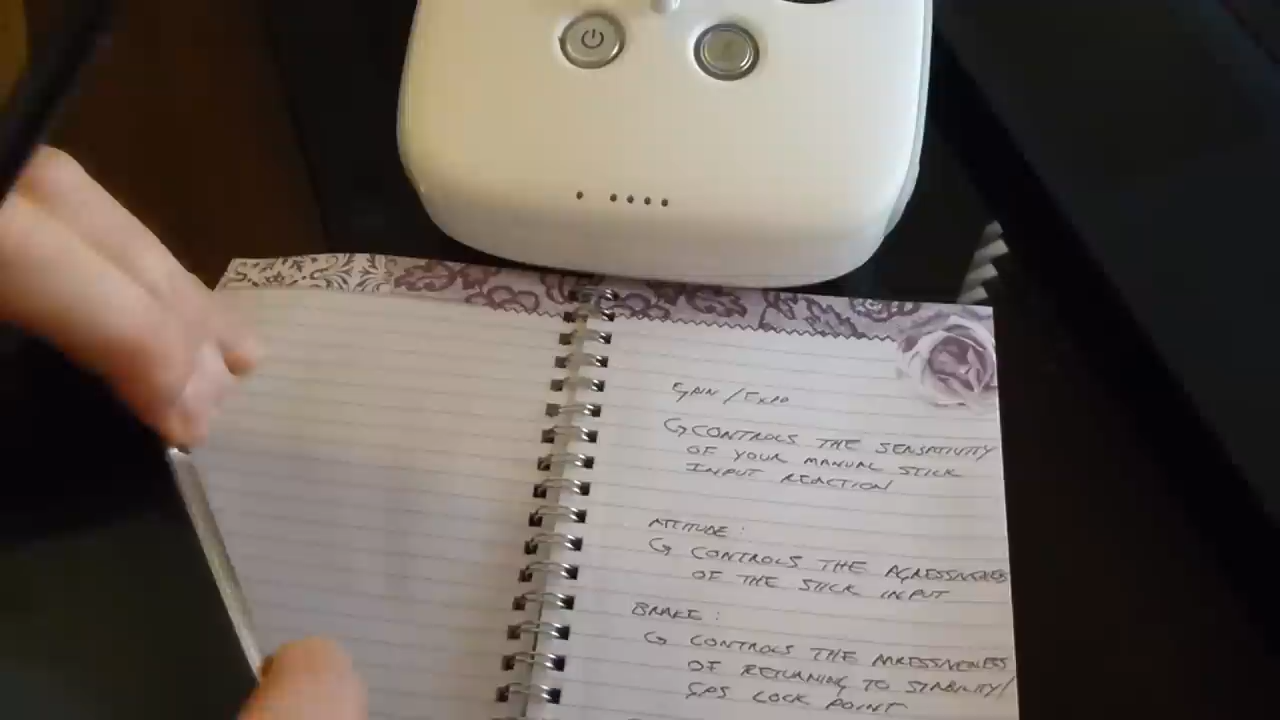 GAIN / EXPO
↳ CONTROLS THE SENSATIVITY
OF YOUR MANUAL STICK
INPUT REACTION
ATTITUDE :
↳ CONTROLS THE AGRESSIVENESS
OF THE STICK INPUT
BRAKE :
↳ CONTROLS THE AGRESSIVENESS
OF RETURNING TO STABILITY/
GPS LOCK POINT